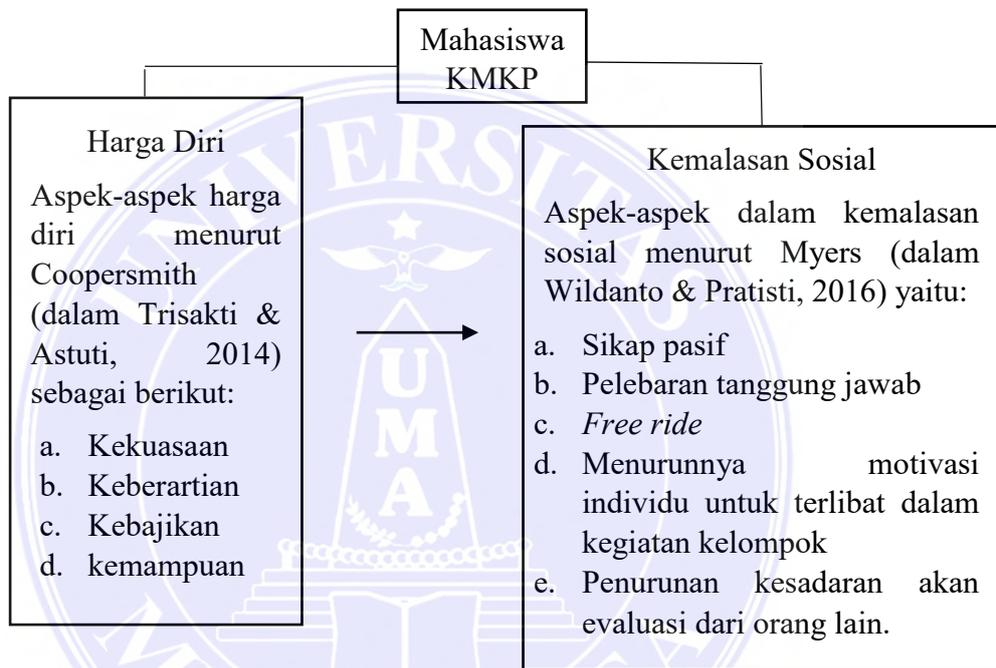 Mahasiswa
KMKP
Harga Diri
Aspek-aspek harga
diri menurut
Coopersmith
(dalam Trisakti &
Astuti, 2014)
sebagai berikut:
a. Kekuasaan
b. Keberartian
c. Kebajikan
d. kemampuan
Kemalasan Sosial
Aspek-aspek dalam kemalasan
sosial menurut Myers (dalam
Wildanto & Pratisti, 2016) yaitu:
a. Sikap pasif
b. Pelebaran tanggung jawab
c. Free ride
d. Menurunnya motivasi
individu untuk terlibat dalam
kegiatan kelompok
e. Penurunan kesadaran akan
evaluasi dari orang lain.
UNIVERSITAS
UMA